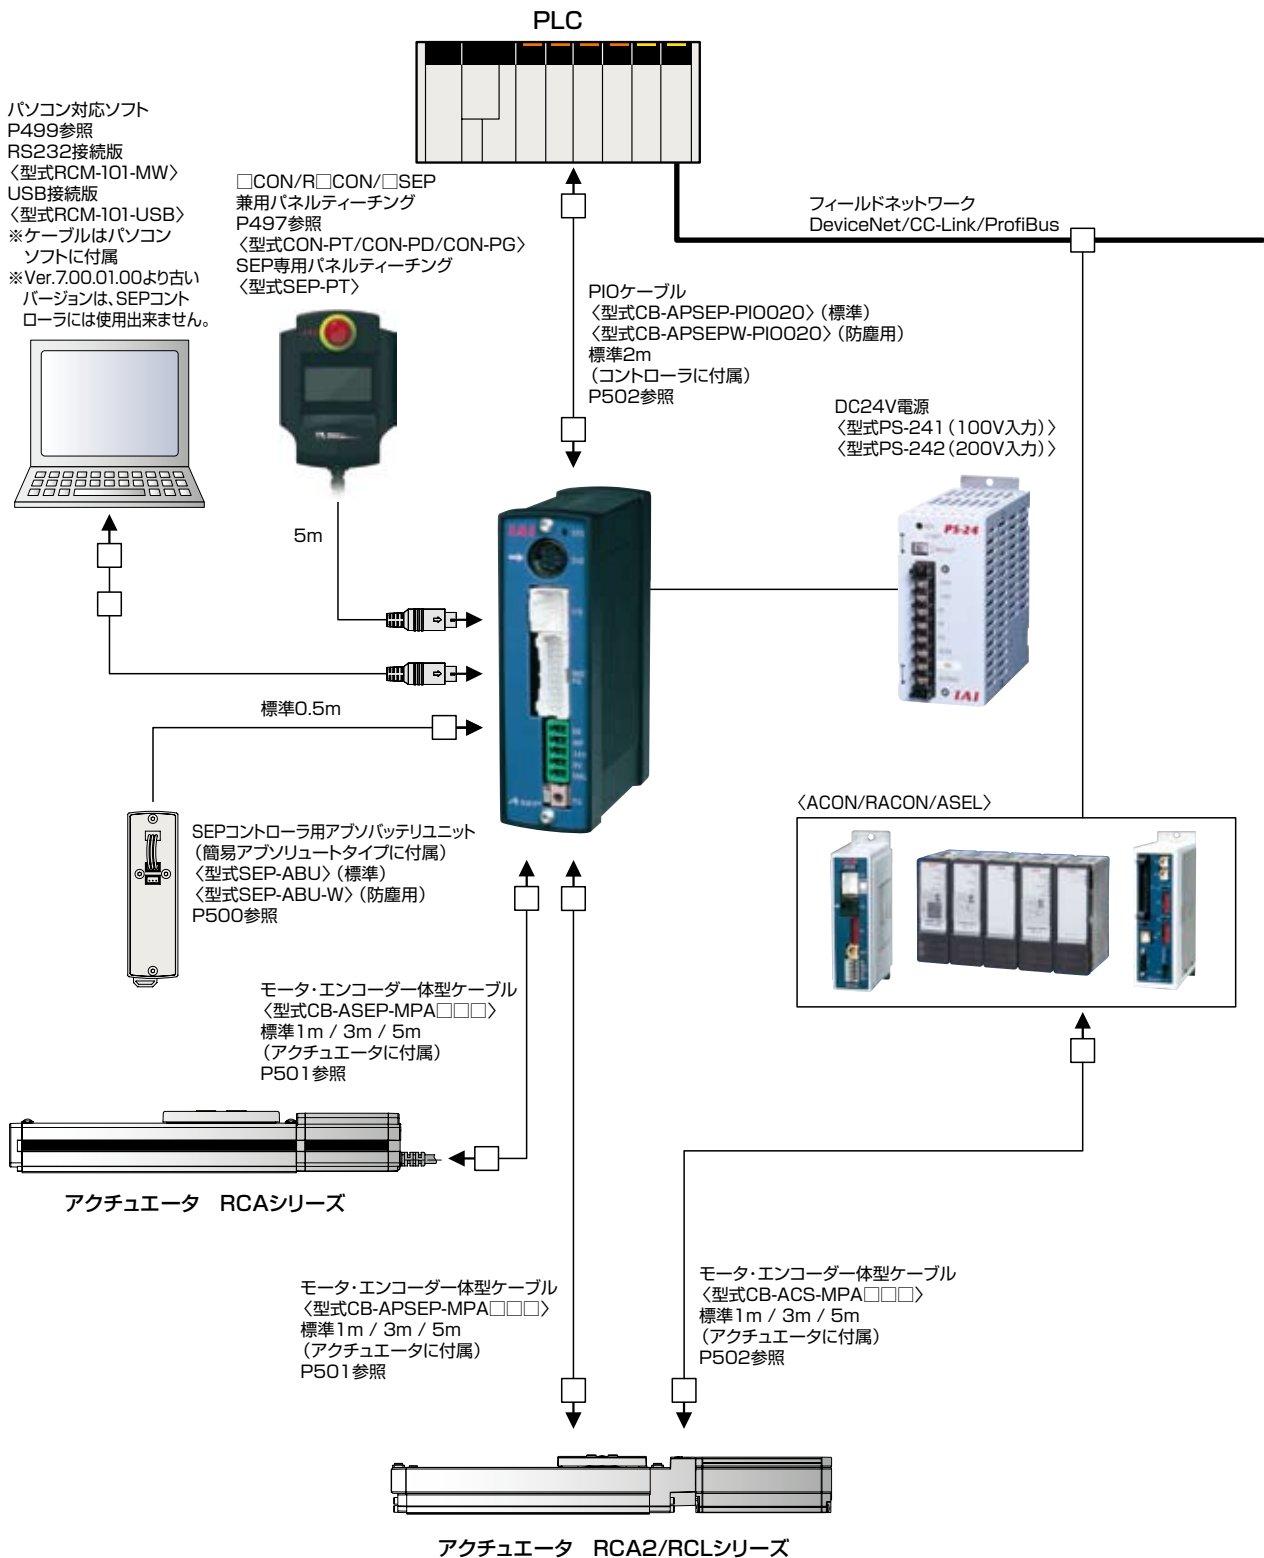 PLC
パソコン対応ソフト
P499参照
RS232接続版
〈型式RCM-101-MW〉
USB接続版
〈型式RCM-101-USB〉
※ケーブルはパソコン
ソフトに付属
※Ver.7.00.01.00より古い
バージョンは、SEPコント
ローラには使用出来ません。
□CON/R□CON/□SEP
兼用パネルティーチング
P497参照
〈型式CON-PT/CON-PD/CON-PG〉
SEP専用パネルティーチング
〈型式SEP-PT〉
フィールドネットワーク
DeviceNet/CC-Link/ProfiBus
PIOケーブル
〈型式CB-APSEP-PIO020〉（標準）
〈型式CB-APSEPW-PIO020〉（防塵用）
標準2m
（コントローラに付属）
P502参照
DC24V電源
〈型式PS-241（100V入力）〉
〈型式PS-242（200V入力）〉
5m
PS-24
IAI
標準0.5m
SEPコントローラ用アブソバッテリユニット
（簡易アブソリュートタイプに付属）
〈型式SEP-ABU〉（標準）
〈型式SEP-ABU-W〉（防塵用）
P500参照
〈ACON/RACON/ASEL〉
モータ・エンコーダー体型ケーブル
〈型式CB-ASEP-MPA□□□〉
標準1m / 3m / 5m
（アクチュエータに付属）
P501参照
アクチュエータ　RCAシリーズ
モータ・エンコーダー体型ケーブル
〈型式CB-APSEP-MPA□□□〉
標準1m / 3m / 5m
（アクチュエータに付属）
P501参照
モータ・エンコーダー体型ケーブル
〈型式CB-ACS-MPA□□□〉
標準1m / 3m / 5m
（アクチュエータに付属）
P502参照
アクチュエータ　RCA2/RCLシリーズ